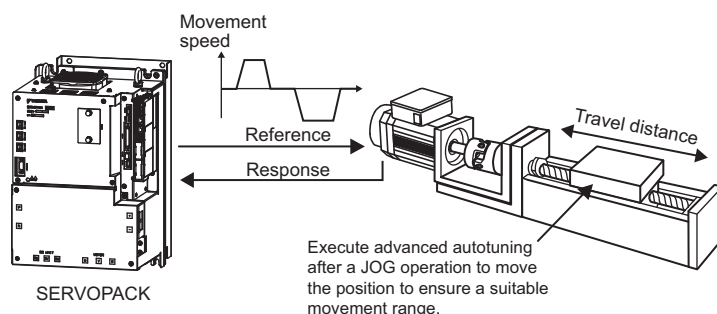 Movement
speed
Reference
Response
Travel distance
Execute advanced autotuning
after a JOG operation to move
the position to ensure a suitable
movement range.
SERVOPACK